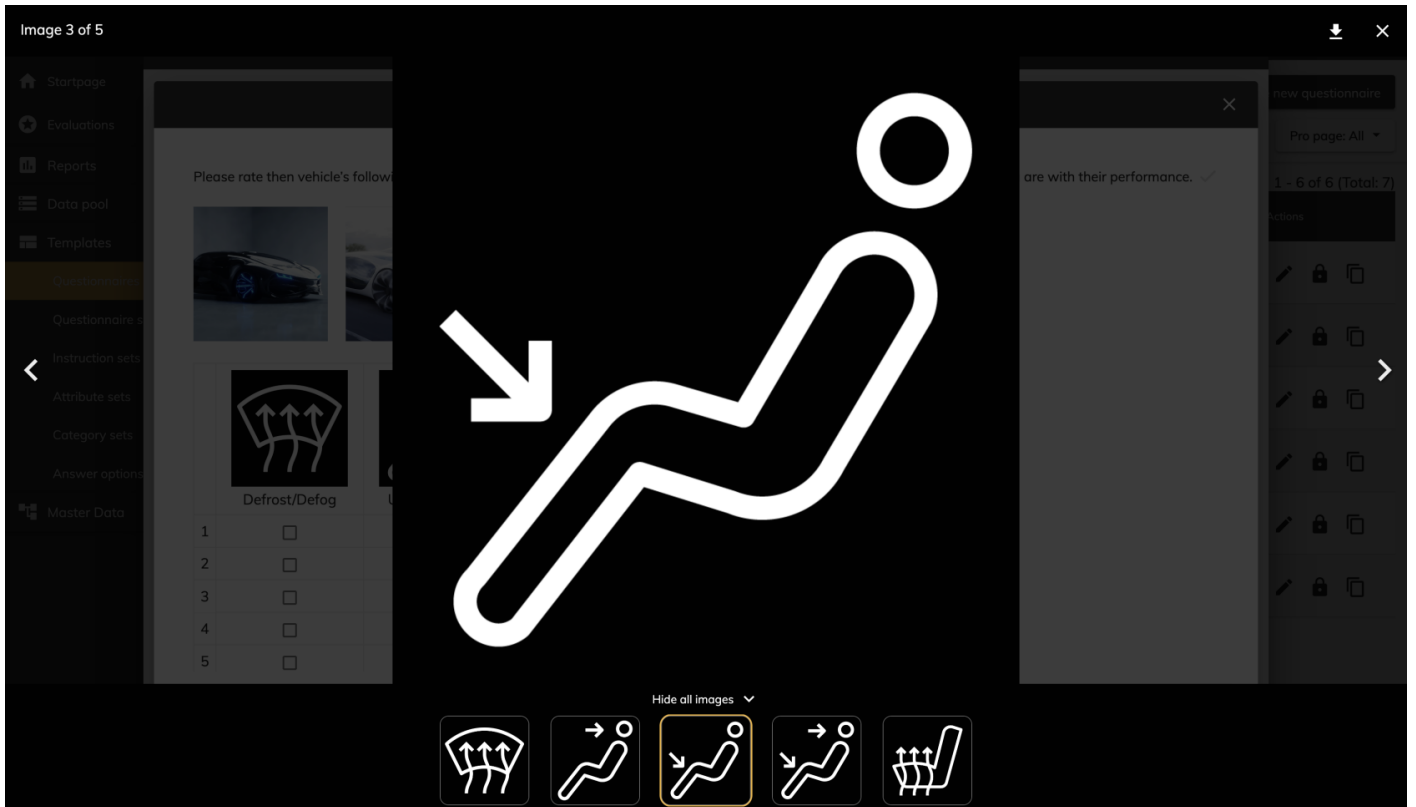 Image 3 of 5
Startpage
new questionnaire
Evaluations
Pro page: All
Reports
Please rate then vehicle's
are with their performance.
1 - 6 of 6 (Total: 7)
Data pool
Actions
Templates
Questionnaires
Questionnaire
Instruction sets
Attribute sets
Category sets
Answer options
Defrost/Defog
Master Data
1
2
3
4
5
Hide all images